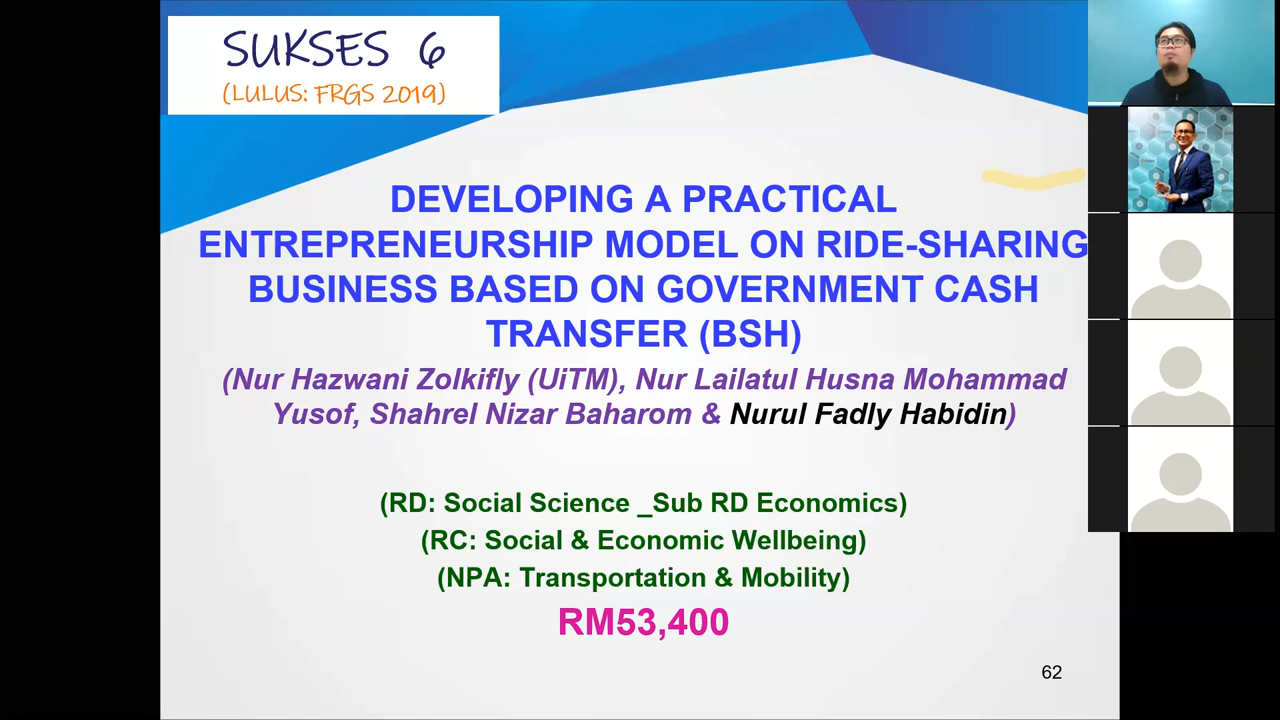 SUKSES 6
(LULUS: FRGS 2019)
DEVELOPING A PRACTICAL
ENTREPRENEURSHIP MODEL ON RIDE-SHARING
BUSINESS BASED ON GOVERNMENT CASH
TRANSFER (BSH)
(Nur Hazwani Zolkifly (UiTM), Nur Lailatul Husna Mohammad
Yusof, Shahrel Nizar Baharom & Nurul Fadly Habidin)
(RD: Social Science _Sub RD Economics)
(RC: Social & Economic Wellbeing)
(NPA: Transportation & Mobility)
RM53,400
62